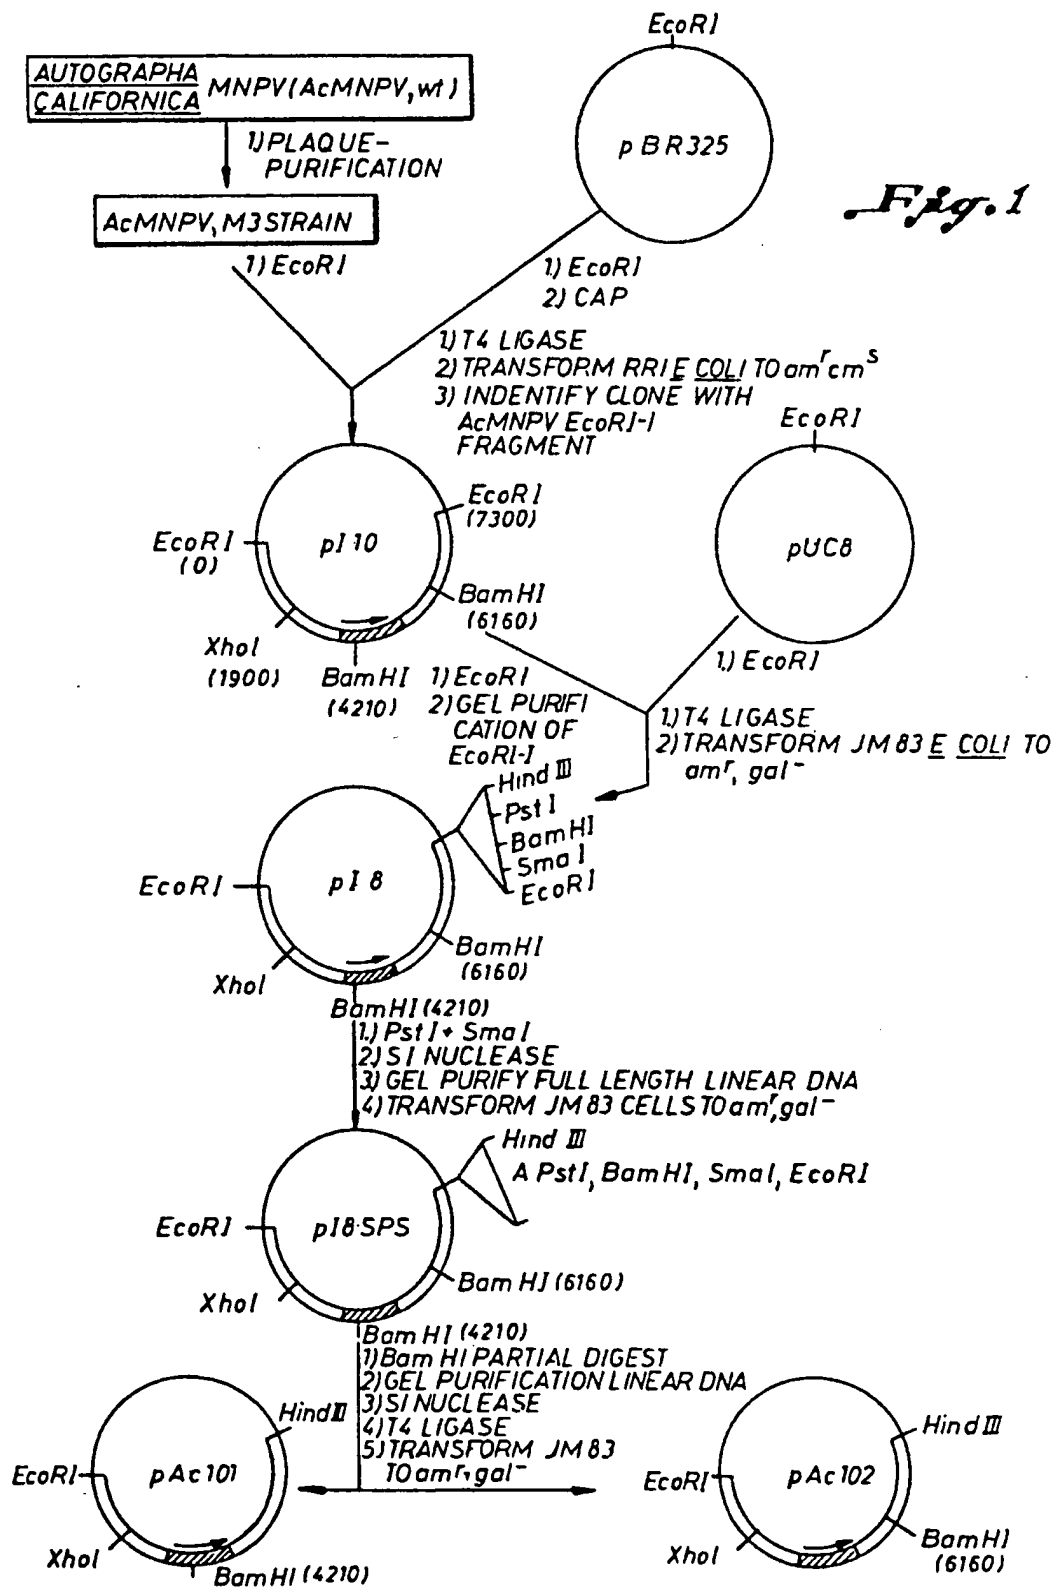 EcoRI
AUTOGRAPHA
CALIFORNICA MNPV(AcMNPV,wt)
pBR325
1) PLAQUE-
PURIFICATION
Fig. 1
AcMNPV, M3 STRAIN
1) EcoRI
1.) EcoRI
2) CAP
1) T4 LIGASE
2) TRANSFORM RRI E COLI TO amʳ cmˢ
3) INDENTIFY CLONE WITH
AcMNPV EcoRI-I
FRAGMENT
EcoRI
EcoRI
(7300)
EcoRI
(0)
pI10
pUC8
BamHI
(6160)
XhoI
(1900)
BamHI
(4210)
1) EcoRI
2) GEL PURIFI
CATION OF
EcoRI-I
1.) EcoRI
1.) T4 LIGASE
2) TRANSFORM JM 83 E COLI TO
amʳ, gal⁻
Hind III
PstI
BamHI
SmaI
EcoRI
EcoRI
pI8
BamHI
(6160)
XhoI
BamHI (4210)
1.) PstI + SmaI
2) SI NUCLEASE
3) GEL PURIFY FULL LENGTH LINEAR DNA
4) TRANSFORM JM 83 CELLS TO amʳ, gal⁻
Hind III
A PstI, BamHI, SmaI, EcoRI
EcoRI
pI8·SPS
BamHI (6160)
XhoI
BamHI (4210)
1) BamHI PARTIAL DIGEST
2) GEL PURIFICATION LINEAR DNA
3) SI NUCLEASE
4) T4 LIGASE
5) TRANSFORM JM 83
TO amʳ, gal⁻
Hind III
EcoRI
pAc101
XhoI
BamHI (4210)
Hind III
EcoRI
pAc102
XhoI
BamHI
(6160)